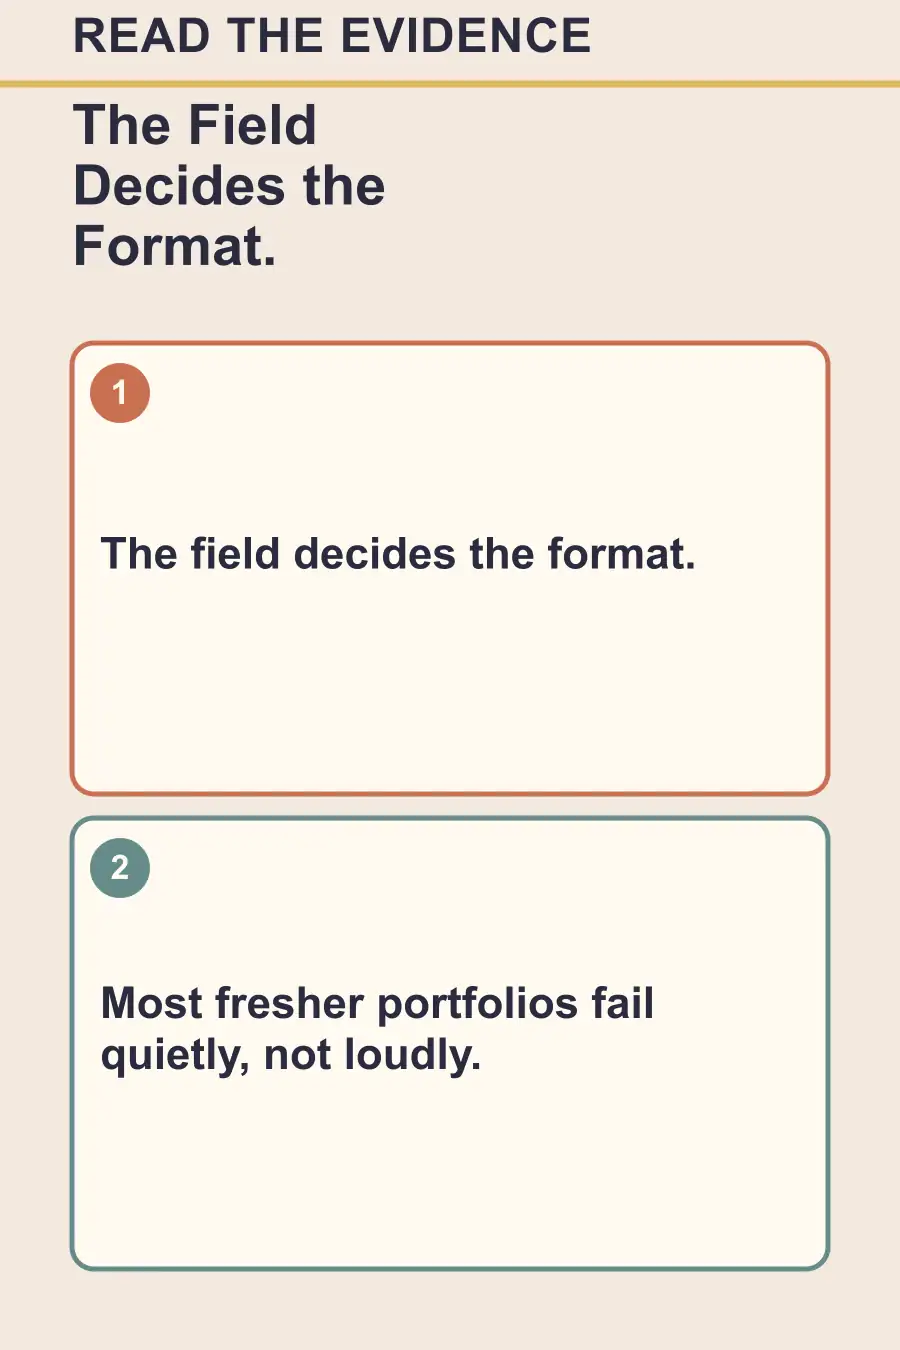 READ THE EVIDENCE
The Field
Decides the
Format.
1
The field decides the format.
2
Most fresher portfolios fail
quietly, not loudly.